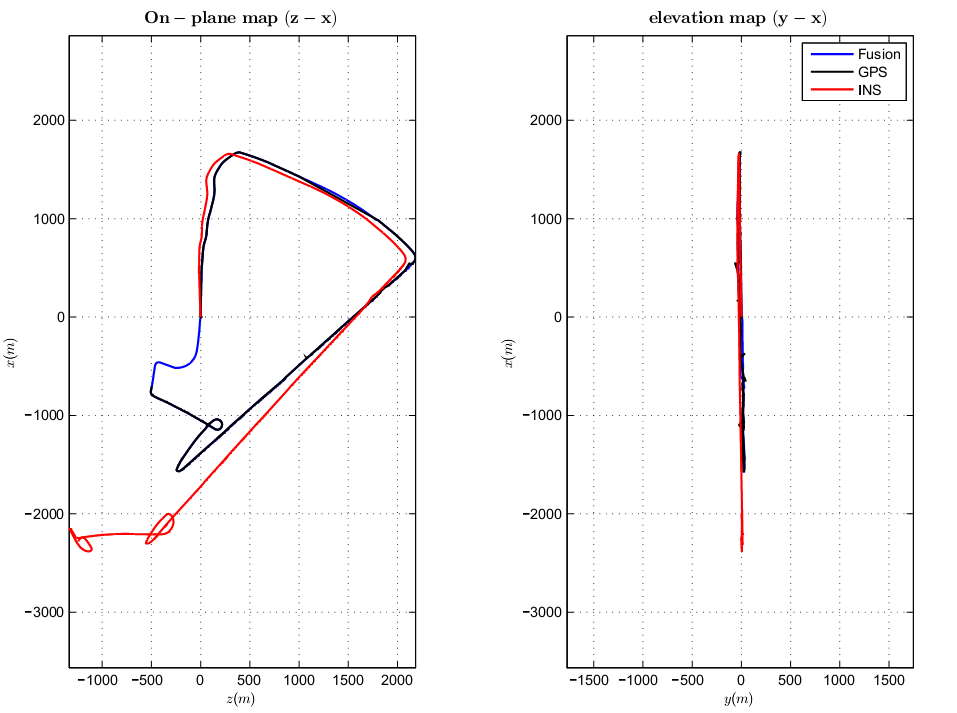 On − plane map (z − x)
2000
1000
0
−1000
−2000
−3000
x(m)
−1000 −500 0 500 1000 1500 2000
z(m)
elevation map (y − x)
Fusion
GPS
INS
2000
1000
0
−1000
−2000
−3000
x(m)
−1500 −1000 −500 0 500 1000 1500
y(m)